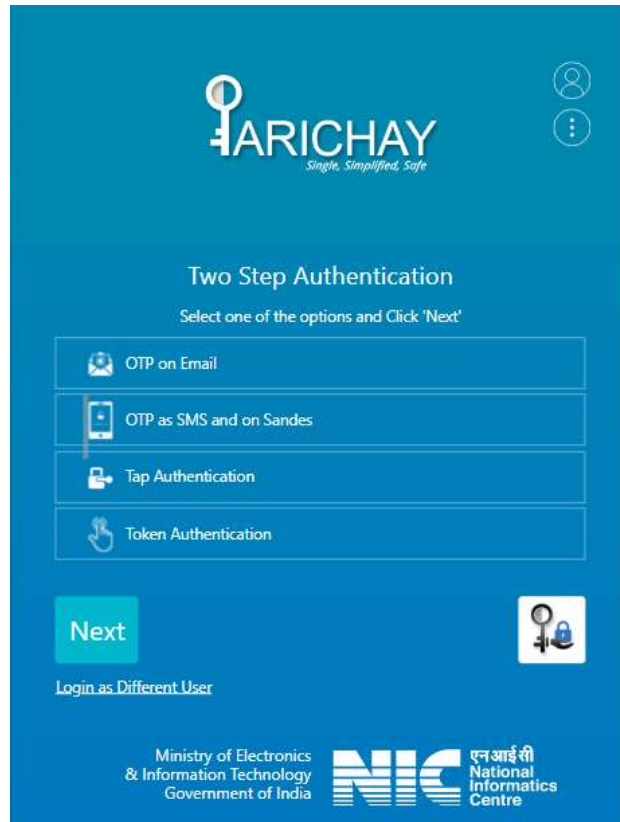 PARICHAY
Single, Simplified, Safe
Two Step Authentication
Select one of the options and Click 'Next'
OTP on Email
OTP as SMS and on Sandes
Tap Authentication
Token Authentication
Next
Login as Different User
Ministry of Electronics
& Information Technology
Government of India
NIC
एन आई सी
National
Informatics
Centre